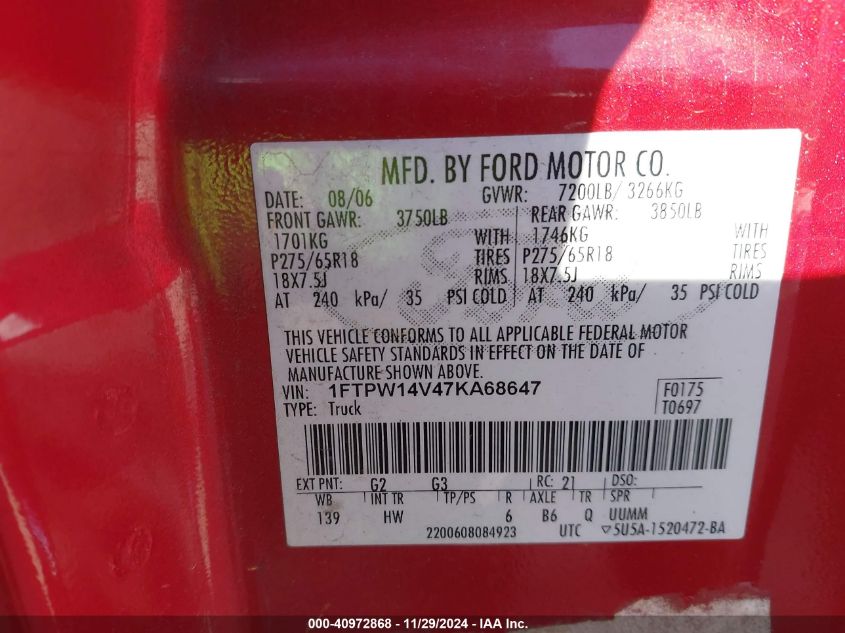 MFD. BY FORD MOTOR CO.
DATE: 08/06 GVWR: 7200LB/ 3266KG
FRONT GAWR: 3750LB REAR GAWR: 3850LB
1701KG WITH 1746KG WITH
P275/65R18 TIRES P275/65R18 TIRES
18X7.5J RIMS 18X7.5J RIMS
AT 240 kPa/ 35 PSI COLD AT 240 kPa/ 35 PSI COLD
THIS VEHICLE CONFORMS TO ALL APPLICABLE FEDERAL MOTOR
VEHICLE SAFETY STANDARDS IN EFFECT ON THE DATE OF
MANUFACTURE SHOWN ABOVE.
VIN: 1FTPW14V47KA68647 F0175
TYPE: Truck T0697
EXT PNT: G2 G3 RC: 21 DSO:
WB INT TR TP/PS R AXLE TR SPR
139 HW 6 B6 Q UUMM
2200608084923 UTC ▽5U5A-1520472-BA
000-40972868 - 11/29/2024 - IAA Inc.